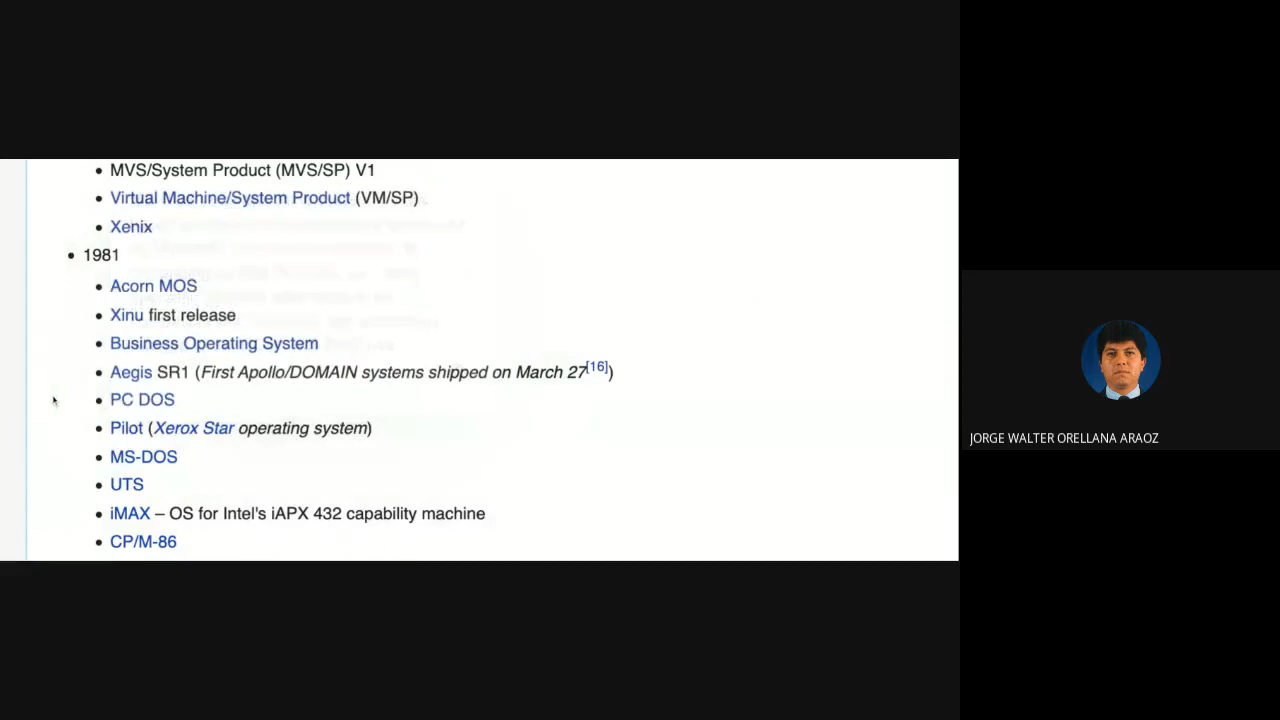 MVS/System Product (MVS/SP) V1
Virtual Machine/System Product (VM/SP)
Xenix
1981
Acorn MOS
Xinu first release
Business Operating System
Aegis SR1 (First Apollo/DOMAIN systems shipped on March 27[16])
PC DOS
Pilot (Xerox Star operating system)
MS-DOS
UTS
iMAX – OS for Intel's iAPX 432 capability machine
CP/M-86
JORGE WALTER ORELLANA ARAOZ